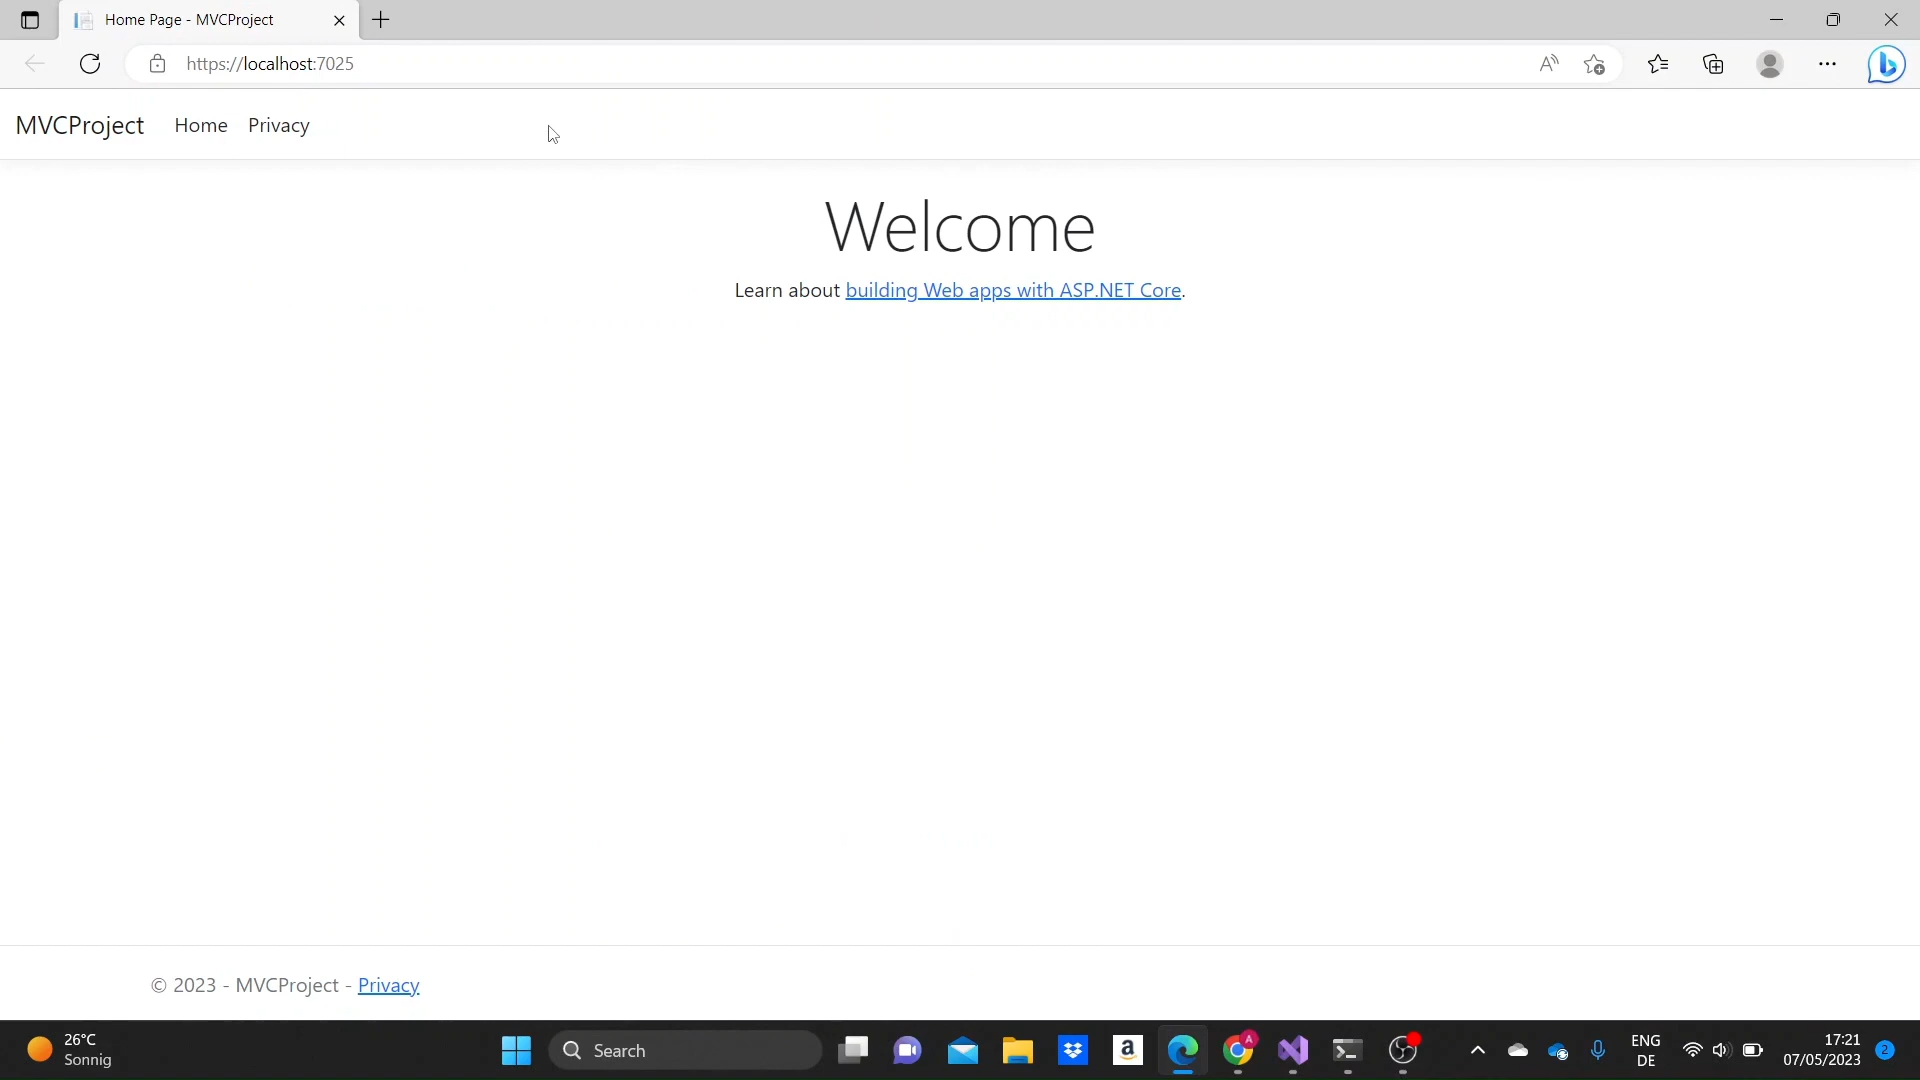 Home Page - MVCProject
https://localhost:7025
MVCProject Home Privacy
Welcome
Learn about building Web apps with ASP.NET Core.
© 2023 - MVCProject - Privacy
26°C
Sonnig
Search
a
A
ENG
DE
17:21
07/05/2023
2